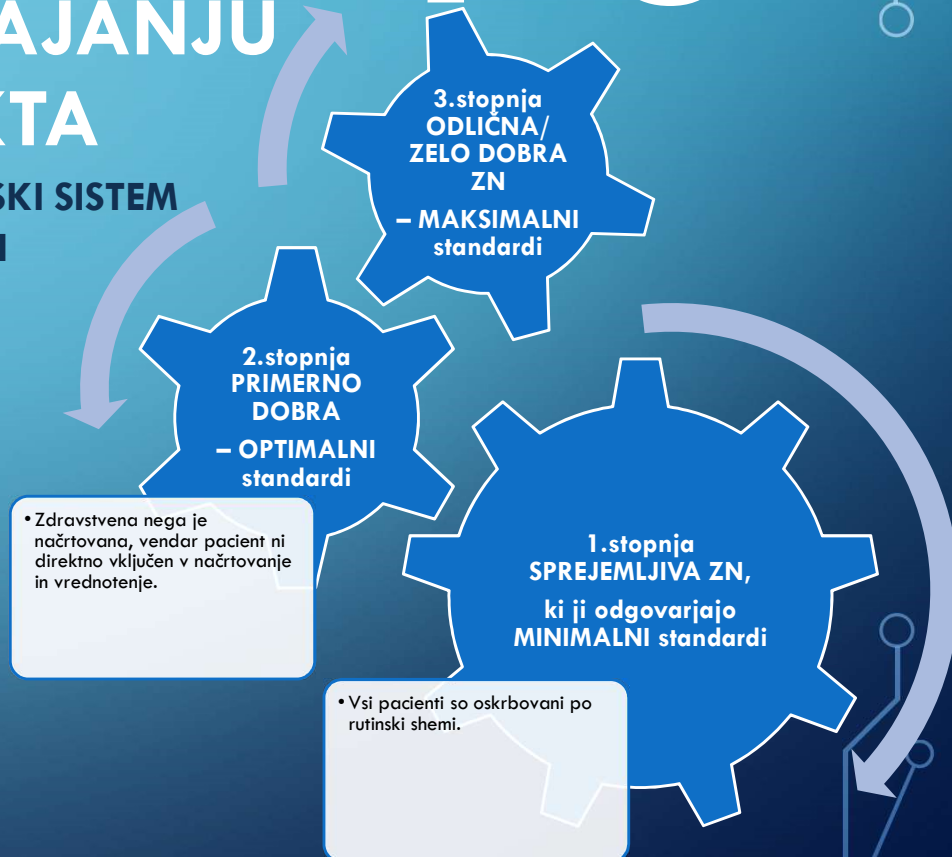 AJANJU
KTA
SKI SISTEM
3.stopnja
ODLIČNA/
ZELO DOBRA
ZN
– MAKSIMALNI
standardi
2.stopnja
PRIMERNO
DOBRA
– OPTIMALNI
standardi
• Zdravstvena nega je
načrtovana, vendar pacient ni
direktno vključen v načrtovanje
in vrednotenje.
1.stopnja
SPREJEMLJIVA ZN,
ki ji odgovarjajo
MINIMALNI standardi
• Vsi pacienti so oskrbovani po
rutinski shemi.